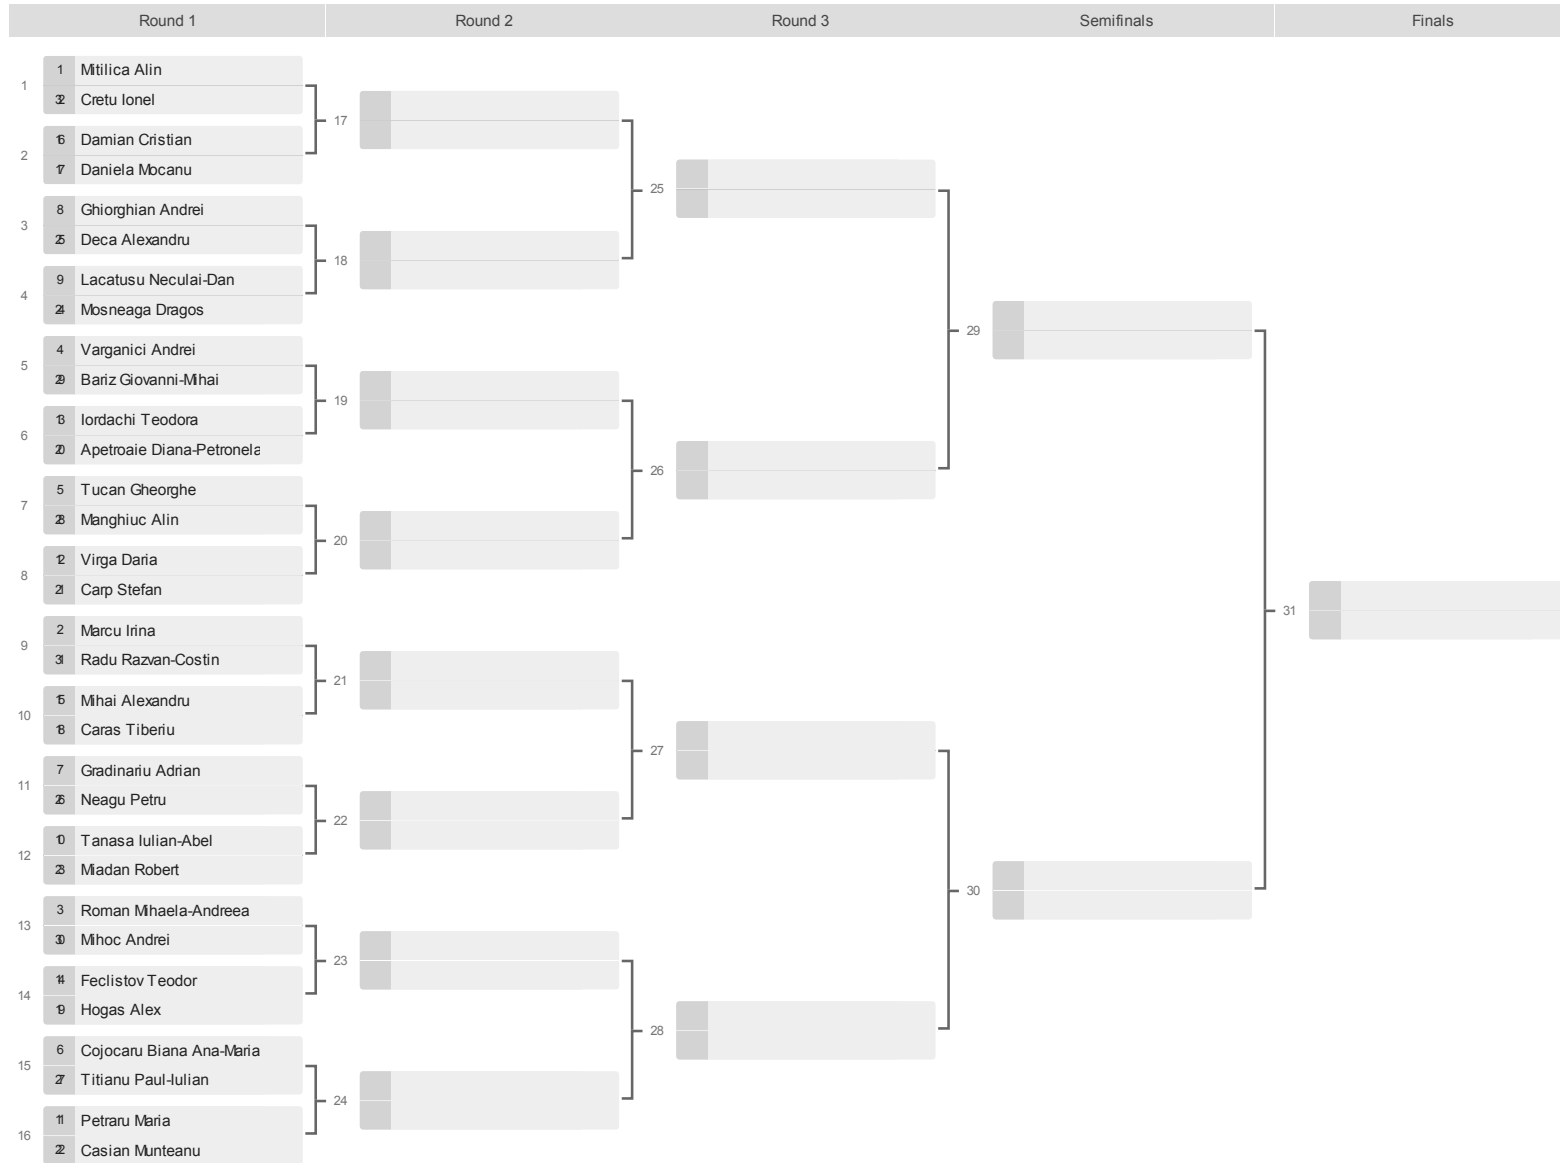 Round 1 Round 2 Round 3 Semifinals Finals
1
1 Mitilica Alin
32 Cretu Ionel
2
16 Damian Cristian
17 Daniela Mocanu
17
3
8 Ghiorghian Andrei
25 Deca Alexandru
25
4
9 Lacatusu Neculai-Dan
24 Mosneaga Dragos
18
5
4 Varganici Andrei
29 Bariz Giovanni-Mihai
29
6
13 Iordachi Teodora
20 Apetroaie Diana-Petronela
19
7
5 Tucan Gheorghe
28 Manghiuc Alin
26
8
12 Virga Daria
21 Carp Stefan
20
31
9
2 Marcu Irina
31 Radu Razvan-Costin
10
15 Mihai Alexandru
18 Caras Tiberiu
21
11
7 Gradinariu Adrian
26 Neagu Petru
27
12
10 Tanasa Iulian-Abel
23 Miadan Robert
22
13
3 Roman Mihaela-Andreea
30 Mihoc Andrei
30
14
14 Feclistov Teodor
19 Hogas Alex
23
15
6 Cojocaru Biana Ana-Maria
27 Titianu Paul-Iulian
28
16
11 Petraru Maria
22 Casian Munteanu
24